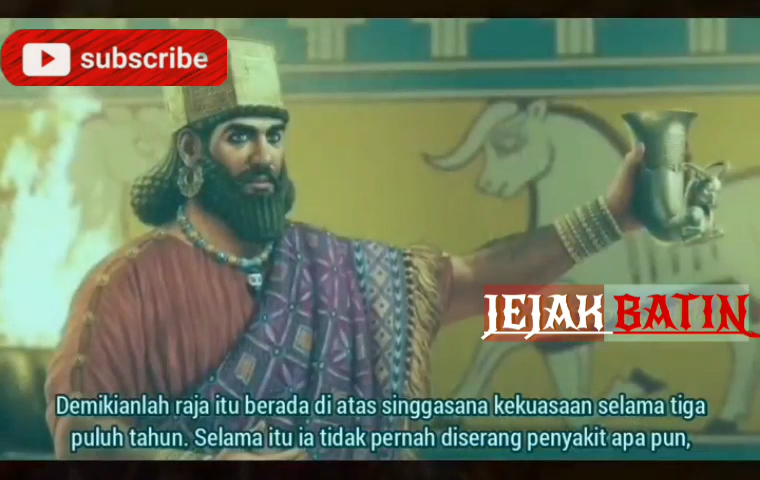 subscribe
JEJAK BATIN
Demikianlah raja itu berada di atas singgasana kekuasaan selama tiga
puluh tahun. Selama itu ia tidak pernah diserang penyakit apa pun,